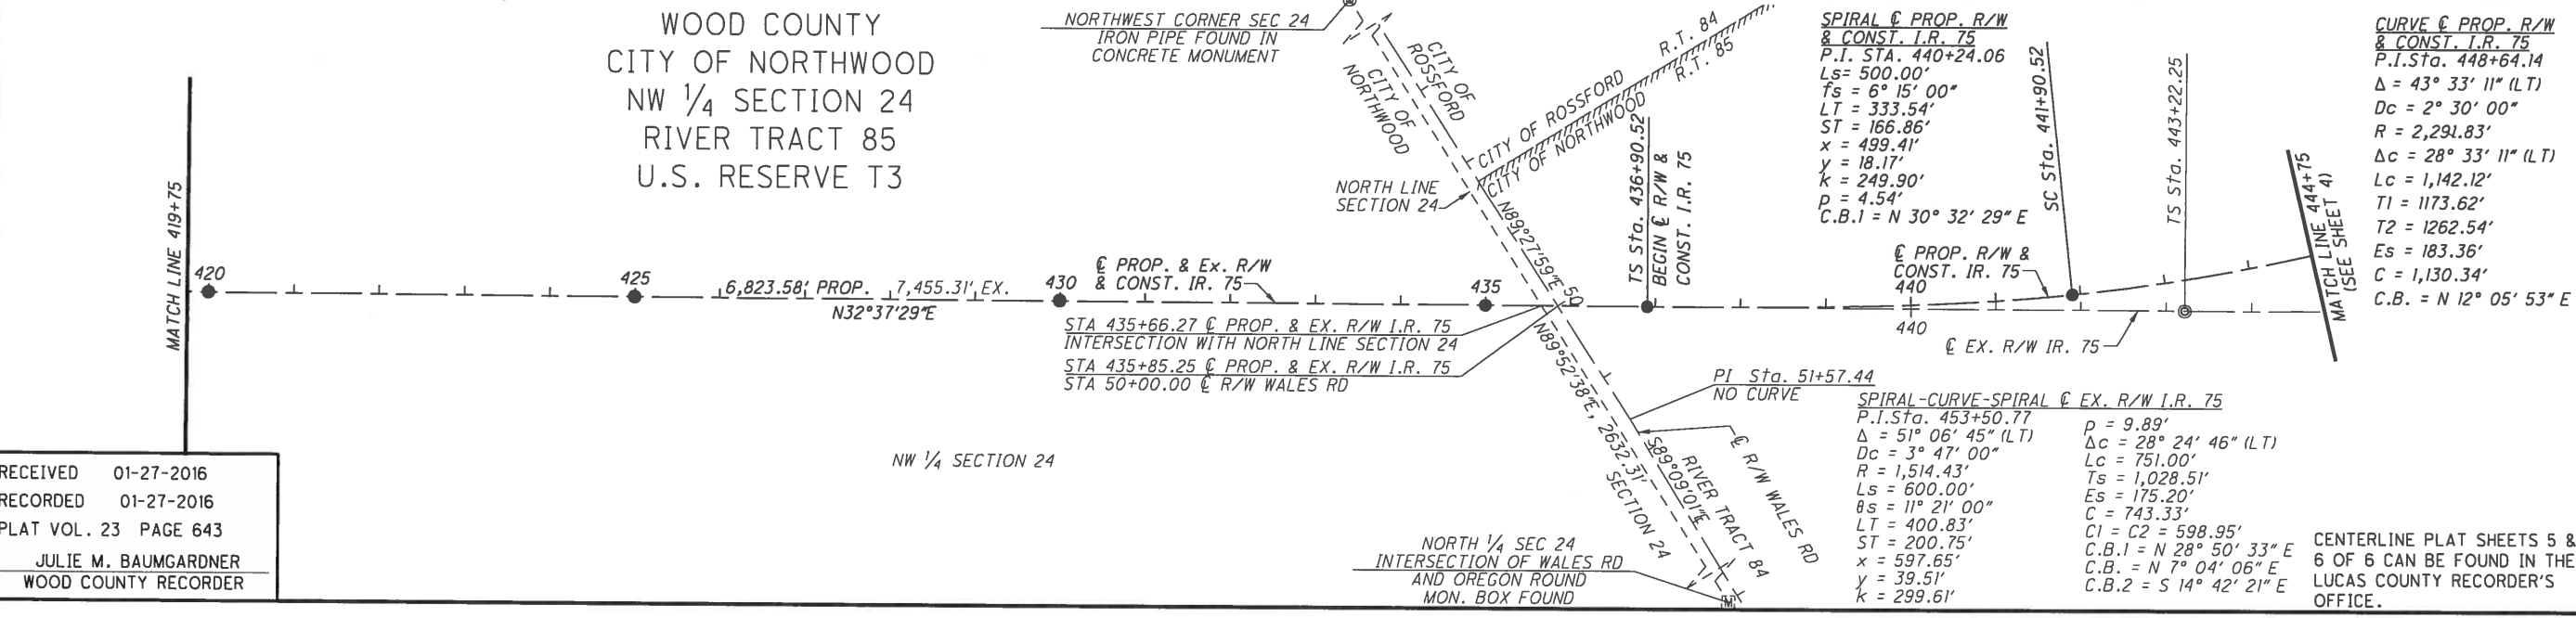 WOOD COUNTY
CITY OF NORTHWOOD
NW 1/4 SECTION 24
RIVER TRACT 85
U.S. RESERVE T3
NORTHWEST CORNER SEC 24
IRON PIPE FOUND IN
CONCRETE MONUMENT
CITY OF
ROSSFORD
CITY OF
NORTHWOOD
R.T. 84
R.T. 85
CITY OF ROSSFORD
CITY OF NORTHWOOD
NORTH LINE
SECTION 24
TS Sta. 436+90.52
BEGIN ℄ R/W &
CONST. I.R. 75
SPIRAL ℄ PROP. R/W
& CONST. I.R. 75
P.I. STA. 440+24.06
Ls= 500.00'
fs = 6° 15' 00"
LT = 333.54'
ST = 166.86'
x = 499.41'
y = 18.17'
k = 249.90'
p = 4.54'
C.B.1 = N 30° 32' 29" E
SC Sta. 441+90.52
TS Sta. 443+22.25
CURVE ℄ PROP. R/W
& CONST. I.R. 75
P.I.Sta. 448+64.14
Δ = 43° 33' 11" (LT)
Dc = 2° 30' 00"
R = 2,291.83'
Δc = 28° 33' 11" (LT)
Lc = 1,142.12'
T1 = 1173.62'
T2 = 1262.54'
Es = 183.36'
C = 1,130.34'
C.B. = N 12° 05' 53" E
MATCH LINE 444+75
(SEE SHEET 4)
MATCH LINE 419+75
420
425
6,823.58' PROP. 7,455.31' EX.
N32°37'29"E
430
℄ PROP. & Ex. R/W
& CONST. IR. 75
435
N89°27'59"E
50
℄ PROP. R/W &
CONST. IR. 75
440
440
℄ EX. R/W IR. 75
STA 435+66.27 ℄ PROP. & EX. R/W I.R. 75
INTERSECTION WITH NORTH LINE SECTION 24
STA 435+85.25 ℄ PROP. & EX. R/W I.R. 75
STA 50+00.00 ℄ R/W WALES RD
N89°52'38"E, 2632.31'
SECTION 24
PI Sta. 51+57.44
NO CURVE
S89°09'01"E
RIVER TRACT 84
℄ R/W WALES RD
NW 1/4 SECTION 24
NORTH 1/4 SEC 24
INTERSECTION OF WALES RD
AND OREGON ROUND
MON. BOX FOUND
M
SPIRAL-CURVE-SPIRAL ℄ EX. R/W I.R. 75
P.I.Sta. 453+50.77
Δ = 51° 06' 45" (LT)
Dc = 3° 47' 00"
R = 1,514.43'
Ls = 600.00'
θs = 11° 21' 00"
LT = 400.83'
ST = 200.75'
x = 597.65'
y = 39.51'
k = 299.61'
p = 9.89'
Δc = 28° 24' 46" (LT)
Lc = 751.00'
Ts = 1,028.51'
Es = 175.20'
C = 743.33'
C1 = C2 = 598.95'
C.B.1 = N 28° 50' 33" E
C.B. = N 7° 04' 06" E
C.B.2 = S 14° 42' 21" E
CENTERLINE PLAT SHEETS 5 &
6 OF 6 CAN BE FOUND IN THE
LUCAS COUNTY RECORDER'S
OFFICE.
RECEIVED 01-27-2016
RECORDED 01-27-2016
PLAT VOL. 23 PAGE 643
JULIE M. BAUMGARDNER
WOOD COUNTY RECORDER